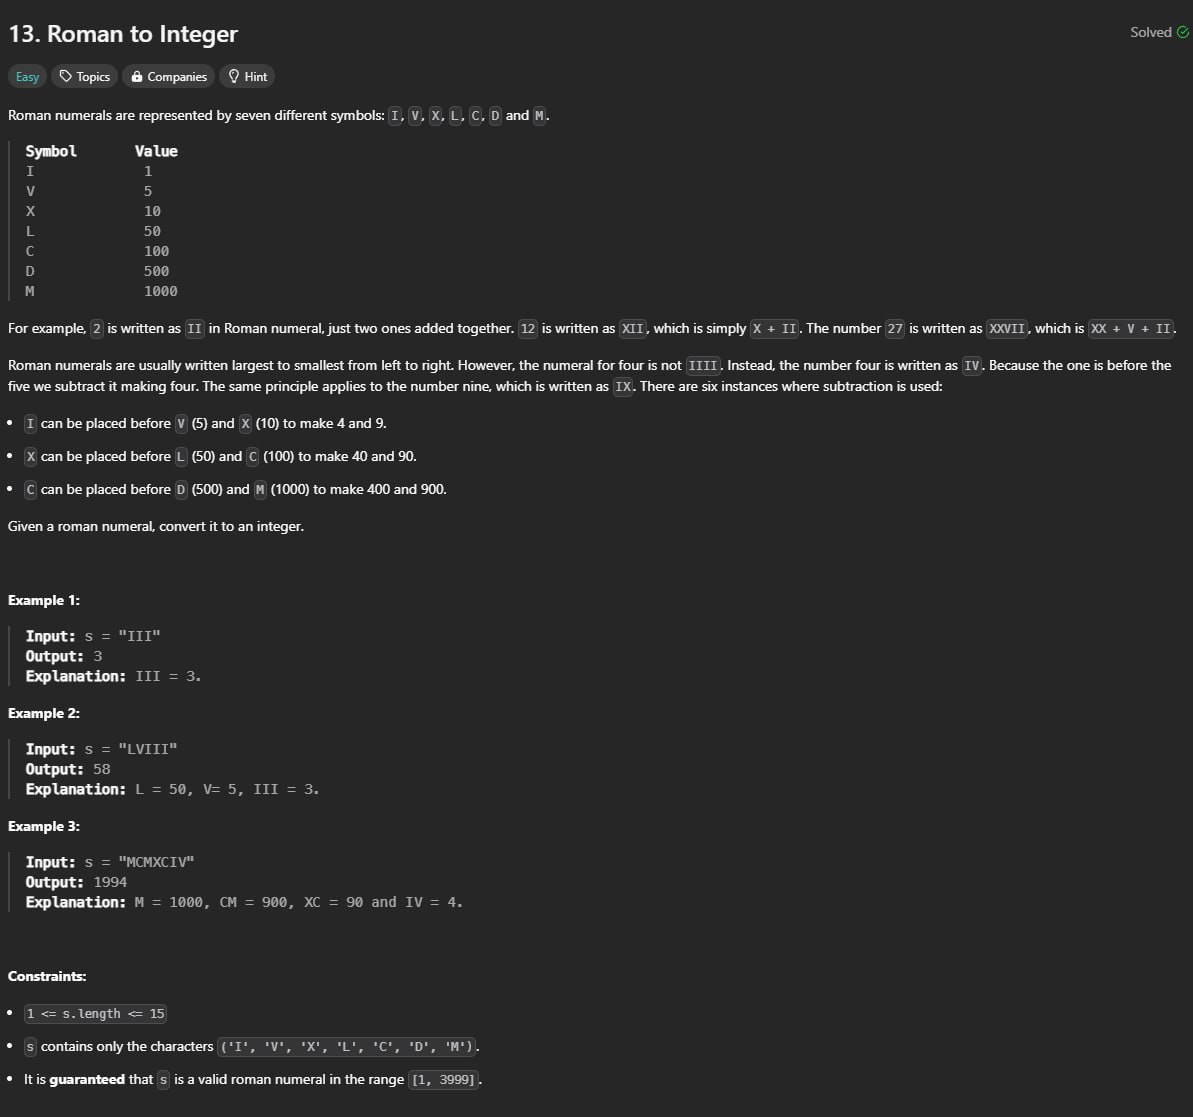 13. Roman to Integer
Solved
Easy Topics Companies Hint
Roman numerals are represented by seven different symbols: I, V, X, L, C, D and M.
Symbol Value
I 1
V 5
X 10
L 50
C 100
D 500
M 1000
For example, 2 is written as II in Roman numeral, just two ones added together. 12 is written as XII, which is simply X + II. The number 27 is written as XXVII, which is XX + V + II.
Roman numerals are usually written largest to smallest from left to right. However, the numeral for four is not IIII. Instead, the number four is written as IV. Because the one is before the
five we subtract it making four. The same principle applies to the number nine, which is written as IX. There are six instances where subtraction is used:
• I can be placed before V (5) and X (10) to make 4 and 9.
• X can be placed before L (50) and C (100) to make 40 and 90.
• C can be placed before D (500) and M (1000) to make 400 and 900.
Given a roman numeral, convert it to an integer.
Example 1:
Input: s = "III"
Output: 3
Explanation: III = 3.
Example 2:
Input: s = "LVIII"
Output: 58
Explanation: L = 50, V= 5, III = 3.
Example 3:
Input: s = "MCMXCIV"
Output: 1994
Explanation: M = 1000, CM = 900, XC = 90 and IV = 4.
Constraints:
• 1 <= s.length <= 15
• s contains only the characters ('I', 'V', 'X', 'L', 'C', 'D', 'M').
• It is guaranteed that s is a valid roman numeral in the range [1, 3999].